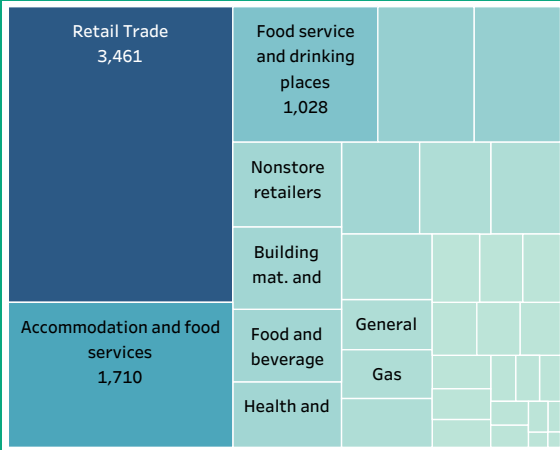 Retail Trade
3,461
Accommodation and food
services
1,710
Food service
and drinking
places
1,028
Nonstore
retailers
Building
mat. and
Food and
beverage
Health and
General
Gas